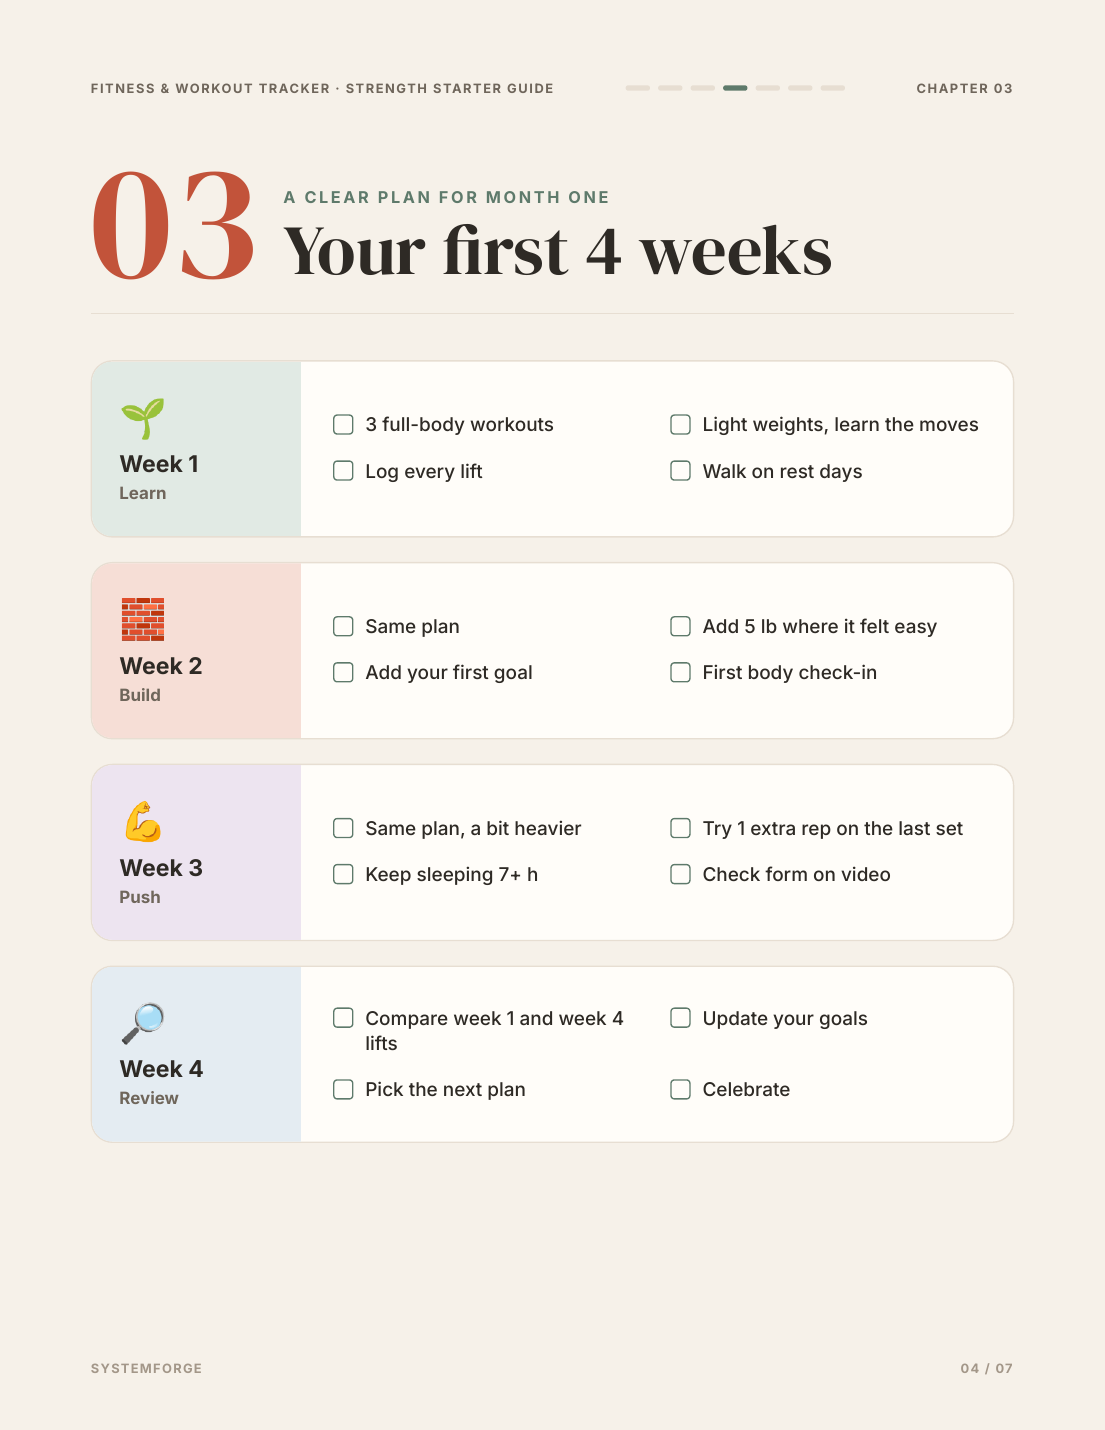 FITNESS & WORKOUT TRACKER · STRENGTH STARTER GUIDE
CHAPTER 03
03
A CLEAR PLAN FOR MONTH ONE
Your first 4 weeks
Week 1
Learn
3 full-body workouts
Light weights, learn the moves
Log every lift
Walk on rest days
Week 2
Build
Same plan
Add 5 lb where it felt easy
Add your first goal
First body check-in
Week 3
Push
Same plan, a bit heavier
Try 1 extra rep on the last set
Keep sleeping 7+ h
Check form on video
Week 4
Review
Compare week 1 and week 4
lifts
Update your goals
Pick the next plan
Celebrate
SYSTEMFORGE
04 / 07